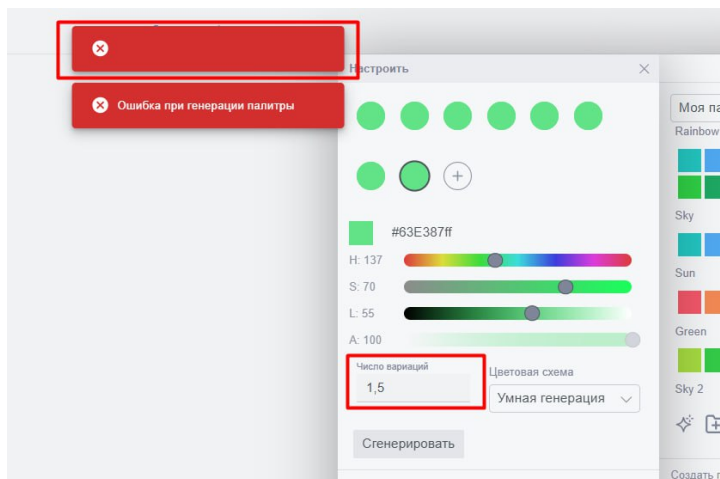 Ошибка при генерации палитры
Настроить
#63E387ff
H: 137
S: 70
L: 55
A: 100
Число вариаций
1,5
Цветовая схема
Умная генерация
Сгенерировать
Моя
Rainbow
Sky
Sun
Green
Sky 2
Создать